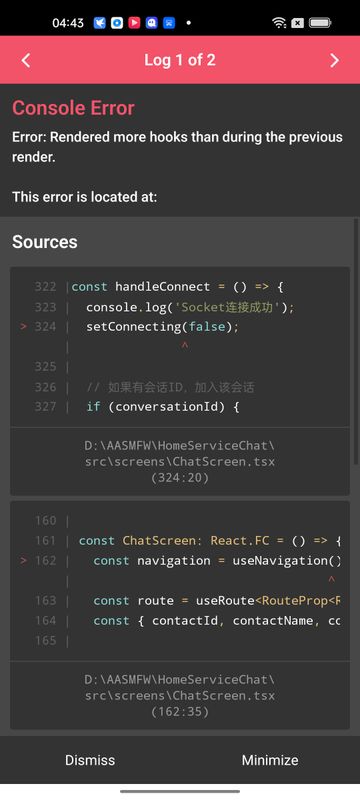 04:43
Log 1 of 2
Console Error
Error: Rendered more hooks than during the previous
render.
This error is located at:
Sources
322 |const handleConnect = () => {
323 |  console.log('Socket连接成功');
> 324 |  setConnecting(false);
|             ^
325 |
326 |  // 如果有会话ID，加入该会话
327 |  if (conversationId) {
D:\AASMFW\HomeServiceChat\
src\screens\ChatScreen.tsx
(324:20)
160 |
161 | const ChatScreen: React.FC = () => {
> 162 |   const navigation = useNavigation()
|                                   ^
163 |   const route = useRoute<RouteProp<R
164 |   const { contactId, contactName, co
165 |
D:\AASMFW\HomeServiceChat\
src\screens\ChatScreen.tsx
(162:35)
Dismiss
Minimize